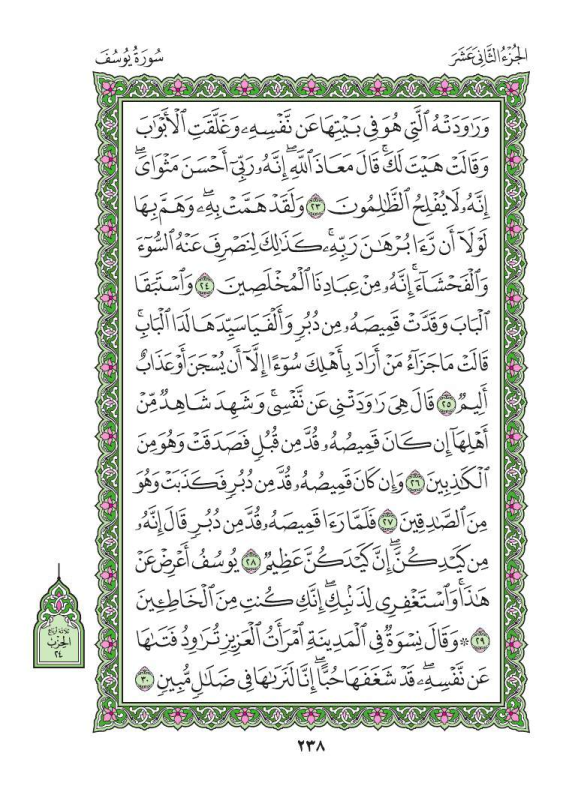 الجُزْءُ الثَّانِي عَشَرَ
سُورَةُ يُوسُفَ
وَرَٰوَدَتْهُ ٱلَّتِى هُوَ فِى بَيْتِهَا عَن نَّفْسِهِۦ وَغَلَّقَتِ ٱلْأَبْوَٰبَ
وَقَالَتْ هَيْتَ لَكَ ۚ قَالَ مَعَاذَ ٱللَّهِ ۖ إِنَّهُۥ رَبِّىٓ أَحْسَنَ مَثْوَاىَ ۖ
إِنَّهُۥ لَا يُفْلِحُ ٱلظَّٰلِمُونَ ٢٣ وَلَقَدْ هَمَّتْ بِهِۦ ۖ وَهَمَّ بِهَا
لَوْلَآ أَن رَّءَا بُرْهَٰنَ رَبِّهِۦ ۚ كَذَٰلِكَ لِنَصْرِفَ عَنْهُ ٱلسُّوٓءَ
وَٱلْفَحْشَآءَ ۚ إِنَّهُۥ مِنْ عِبَادِنَا ٱلْمُخْلَصِينَ ٢٤ وَٱسْتَبَقَا
ٱلْبَابَ وَقَدَّتْ قَمِيصَهُۥ مِن دُبُرٍ وَأَلْفَيَا سَيِّدَهَا لَدَا ٱلْبَابِ ۚ
قَالَتْ مَا جَزَآءُ مَنْ أَرَادَ بِأَهْلِكَ سُوٓءًا إِلَّآ أَن يُسْجَنَ أَوْ عَذَابٌ
أَلِيمٌ ٢٥ قَالَ هِىَ رَٰوَدَتْنِى عَن نَّفْسِى ۚ وَشَهِدَ شَاهِدٌ مِّنْ
أَهْلِهَآ إِن كَانَ قَمِيصُهُۥ قُدَّ مِن قُبُلٍ فَصَدَقَتْ وَهُوَ مِنَ
ٱلْكَٰذِبِينَ ٢٦ وَإِن كَانَ قَمِيصُهُۥ قُدَّ مِن دُبُرٍ فَكَذَبَتْ وَهُوَ
مِنَ ٱلصَّٰدِقِينَ ٢٧ فَلَمَّا رَءَا قَمِيصَهُۥ قُدَّ مِن دُبُرٍ قَالَ إِنَّهُۥ
مِن كَيْدِكُنَّ ۖ إِنَّ كَيْدَكُنَّ عَظِيمٌ ٢٨ يُوسُفُ أَعْرِضْ عَنْ
هَٰذَا ۚ وَٱسْتَغْفِرِى لِذَنۢبِكِ ۖ إِنَّكِ كُنتِ مِنَ ٱلْخَاطِـِٔينَ
٢٩ ۞ وَقَالَ نِسْوَةٌ فِى ٱلْمَدِينَةِ ٱمْرَأَتُ ٱلْعَزِيزِ تُرَٰوِدُ فَتَىٰهَا
عَن نَّفْسِهِۦ ۖ قَدْ شَغَفَهَا حُبًّا ۖ إِنَّا لَنَرَىٰهَا فِى ضَلَٰلٍ مُّبِينٍ ٣٠
ثلاثة أرباع
الحزب
٢٤
٢٣٨